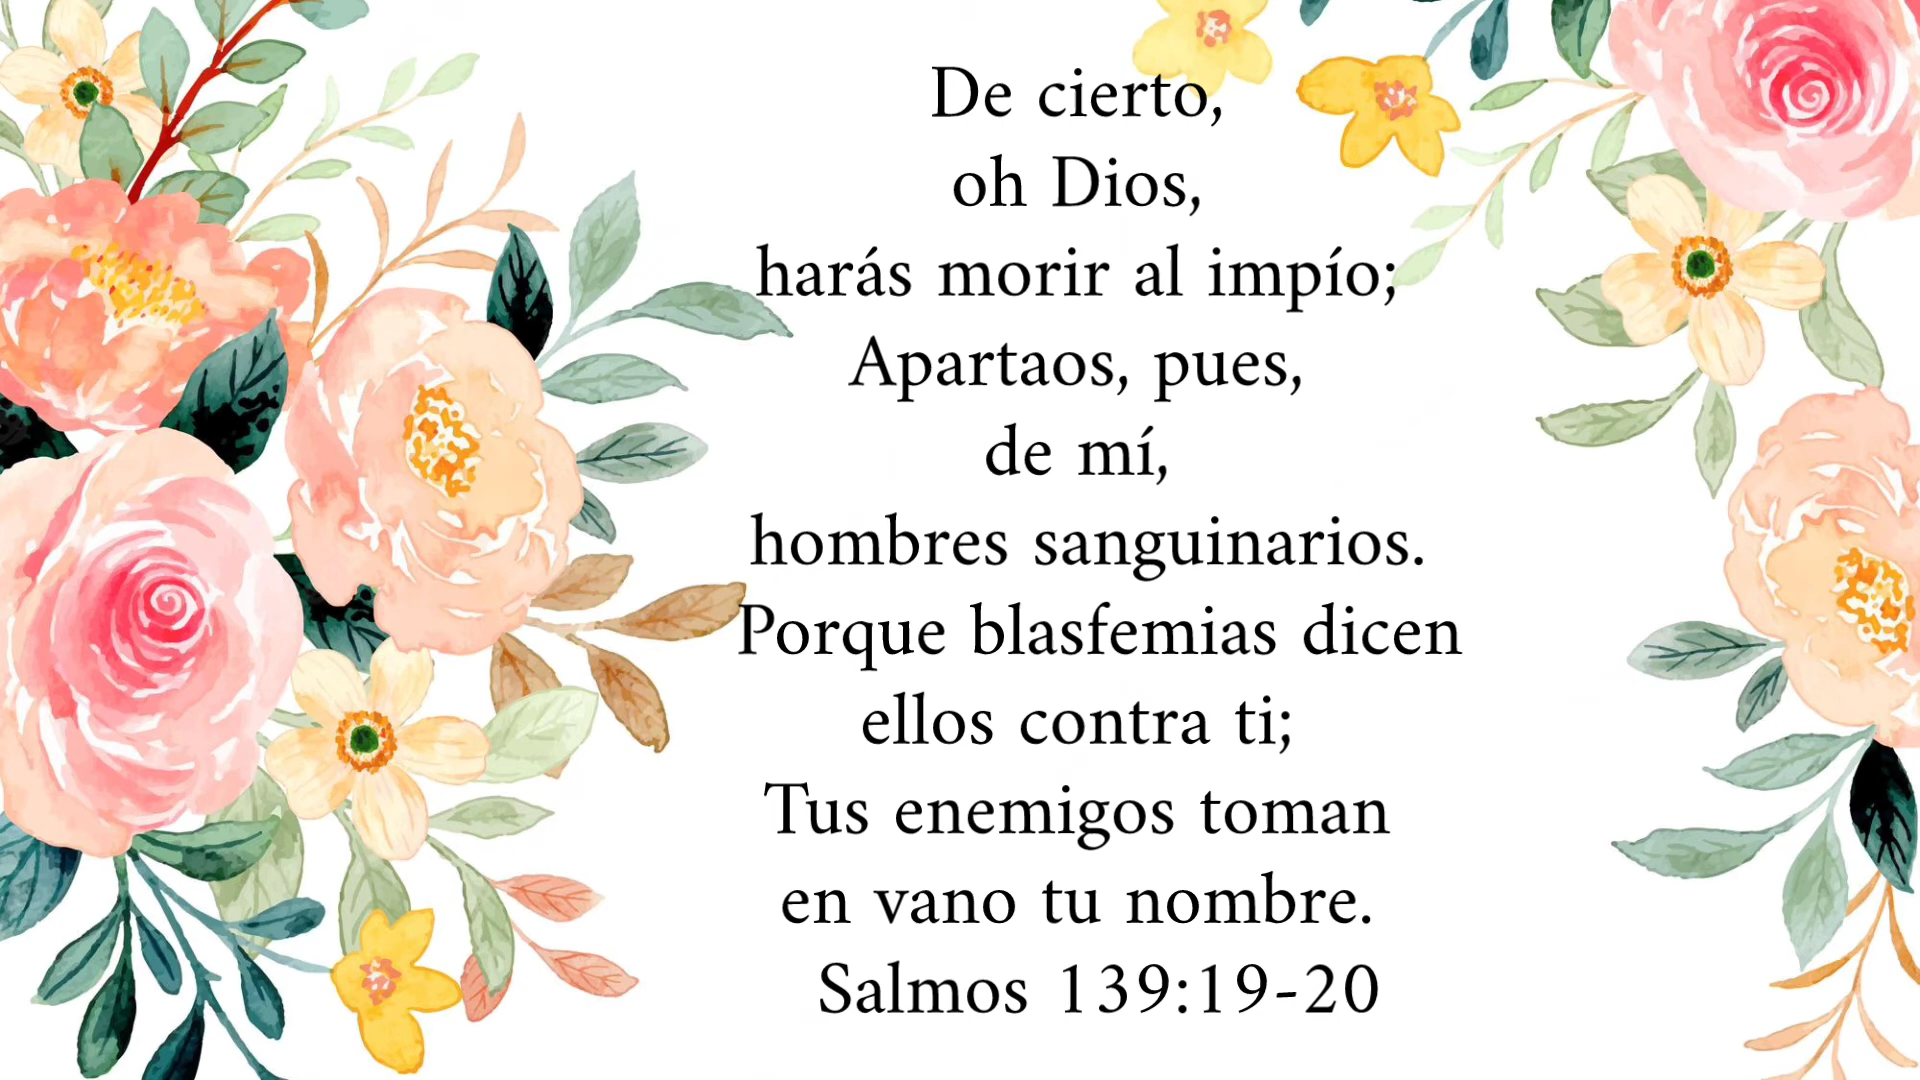 De cierto,
oh Dios,
harás morir al impío;
Apartaos, pues,
de mí,
hombres sanguinarios.
Porque blasfemias dicen
ellos contra ti;
Tus enemigos toman
en vano tu nombre.
Salmos 139:19-20